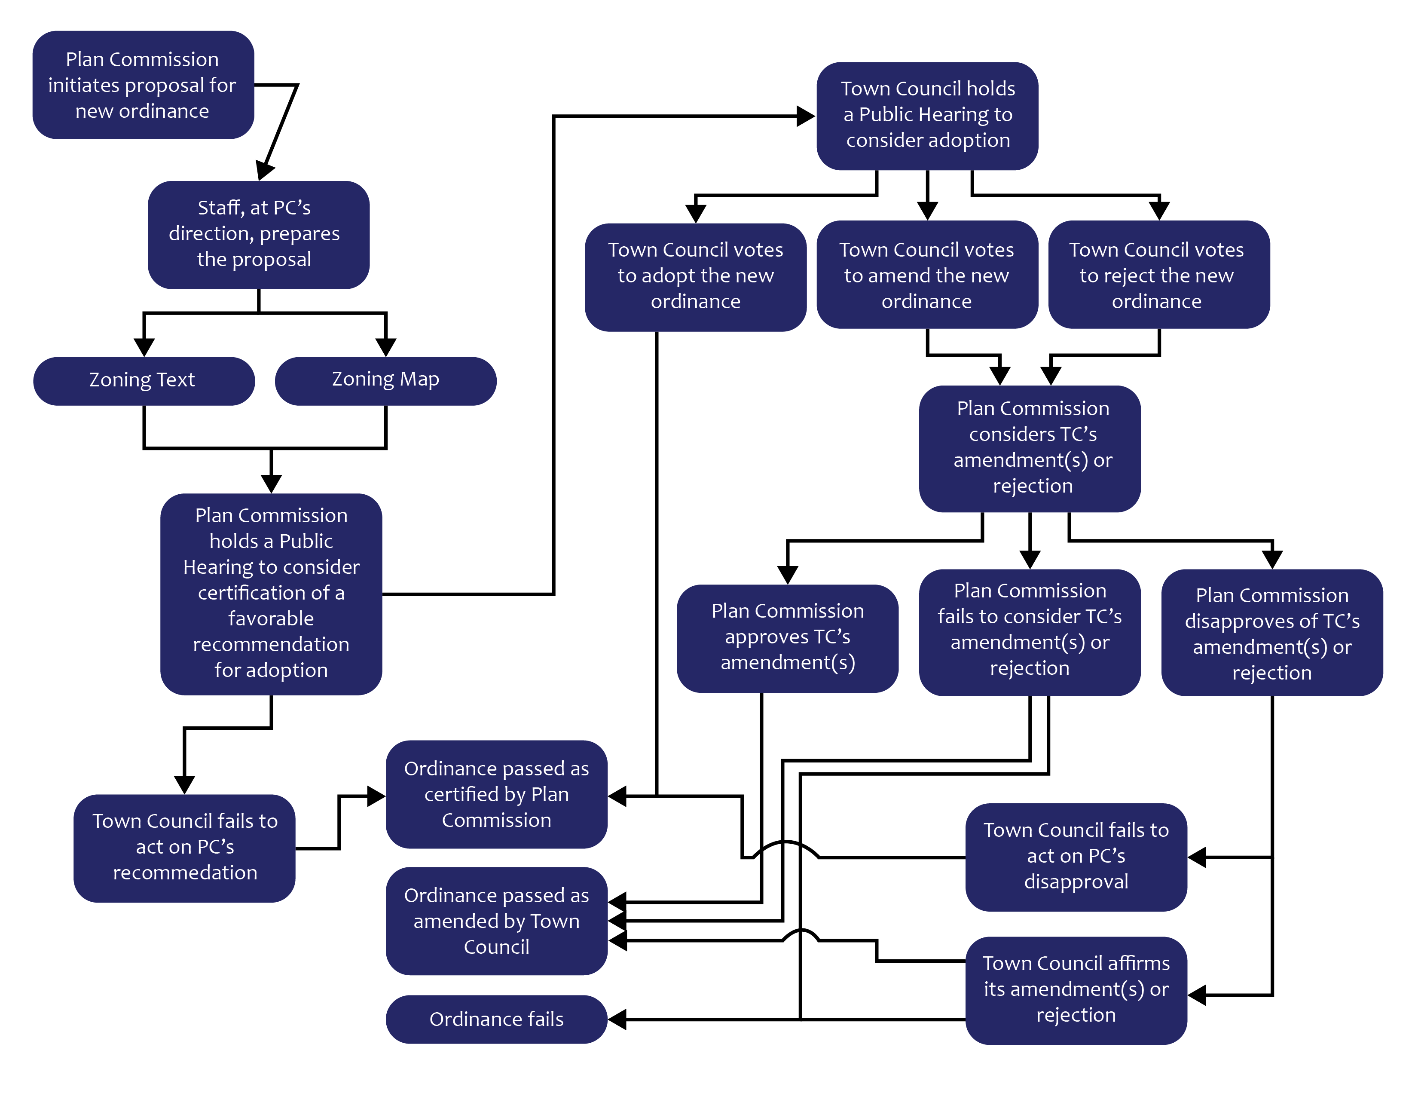 Plan Commission
initiates proposal for
new ordinance
Staff, at PC's
direction, prepares
the proposal
Zoning Text
Zoning Map
Plan Commission
holds a Public
Hearing to consider
certification of a
favorable
recommendation
for adoption
Town Council fails to
act on PC's
recommedation
Town Council holds
a Public Hearing to
consider adoption
Town Council votes
to adopt the new
ordinance
Town Council votes
to amend the new
ordinance
Town Council votes
to reject the new
ordinance
Plan Commission
considers TC's
amendment(s) or
rejection
Plan Commission
approves TC's
amendment(s)
Plan Commission
fails to consider TC's
amendment(s) or
rejection
Plan Commission
disapproves of TC's
amendment(s) or
rejection
Ordinance passed as
certified by Plan
Commission
Ordinance passed as
amended by Town
Council
Ordinance fails
Town Council fails to
act on PC's
disapproval
Town Council affirms
its amendment(s) or
rejection